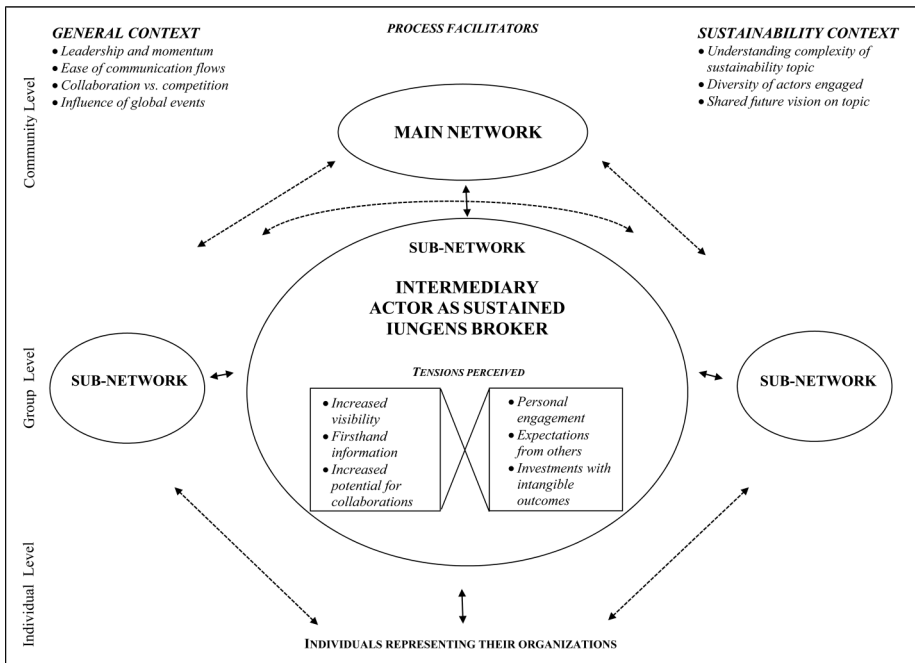 GENERAL CONTEXT
• Leadership and momentum
• Ease of communication flows
• Collaboration vs. competition
• Influence of global events
PROCESS FACILITATORS
SUSTAINABILITY CONTEXT
• Understanding complexity of
sustainability topic
• Diversity of actors engaged
• Shared future vision on topic
Community Level
MAIN NETWORK
SUB-NETWORK
INTERMEDIARY
ACTOR AS SUSTAINED
IUNGENS BROKER
Group Level
SUB-NETWORK
SUB-NETWORK
TENSIONS PERCEIVED
• Increased
visibility
• Firsthand
information
• Increased
potential for
collaborations
• Personal
engagement
• Expectations
from others
• Investments with
intangible
outcomes
Individual Level
INDIVIDUALS REPRESENTING THEIR ORGANIZATIONS